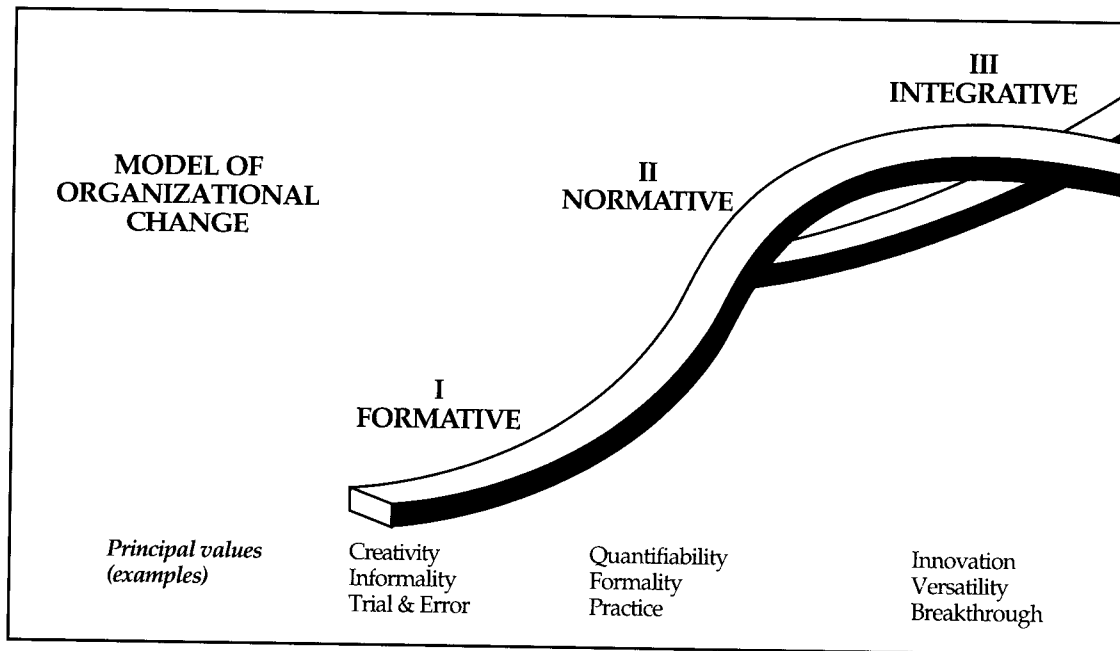 III
INTEGRATIVE
MODEL OF
ORGANIZATIONAL
CHANGE
II
NORMATIVE
I
FORMATIVE
Principal values
(examples)
Creativity
Informality
Trial & Error
Quantifiability
Formality
Practice
Innovation
Versatility
Breakthrough